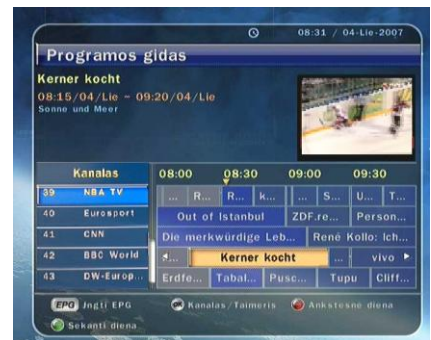 08:31 / 04-Lie-2007
Programos gidas
Kerner kocht
08:15/04/Lie - 09:20/04/Lie
Sonne und Meer
Kanalas 08:00 08:30 09:00 09:30
39 NBA TV ... R... R... k... ... S... U... T...
40 Eurosport Out of Istanbul ZDF.re... Person...
41 CNN Die merkwürdige Leb... René Kollo: Ich...
42 BBC World Kerner kocht ... vivo
43 DW-Europ... Erdfe... Tabal... Pusc... Tupu Cliff...
EPG Jngti EPG Kanalas/Taimeris Ankstesnė diena
Sekanti diena